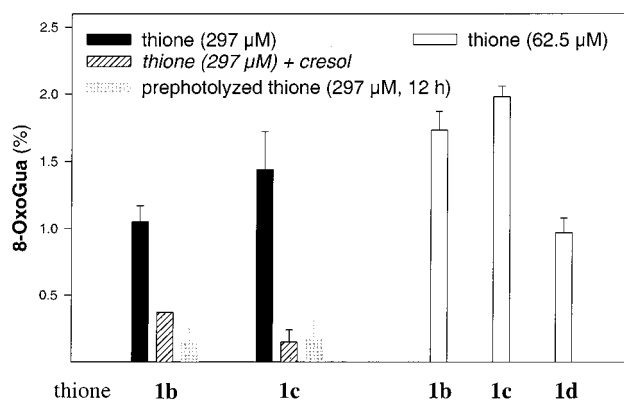 2.5
thione (297 µM)
thione (62.5 µM)
thione (297 µM) + cresol
2.0
prephotolyzed thione (297 µM, 12 h)
8-OxoGua (%)
1.5
1.0
0.5
thione 1b 1c 1b 1c 1d